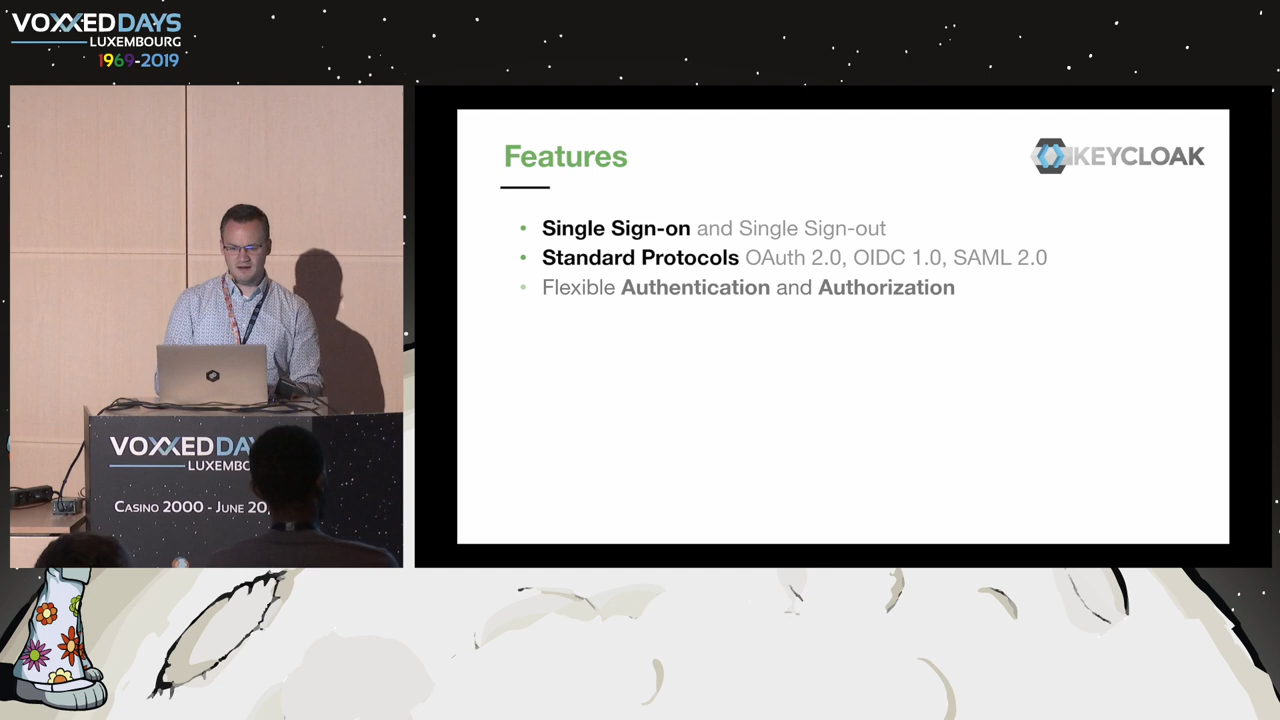 VOXXED DAYS
LUXEMBOURG
1969-2019
Features
KEYCLOAK
• Single Sign-on and Single Sign-out
• Standard Protocols OAuth 2.0, OIDC 1.0, SAML 2.0
• Flexible Authentication and Authorization
VOXXED DA
LUXEMBO
CASINO 2000 - JUNE 20